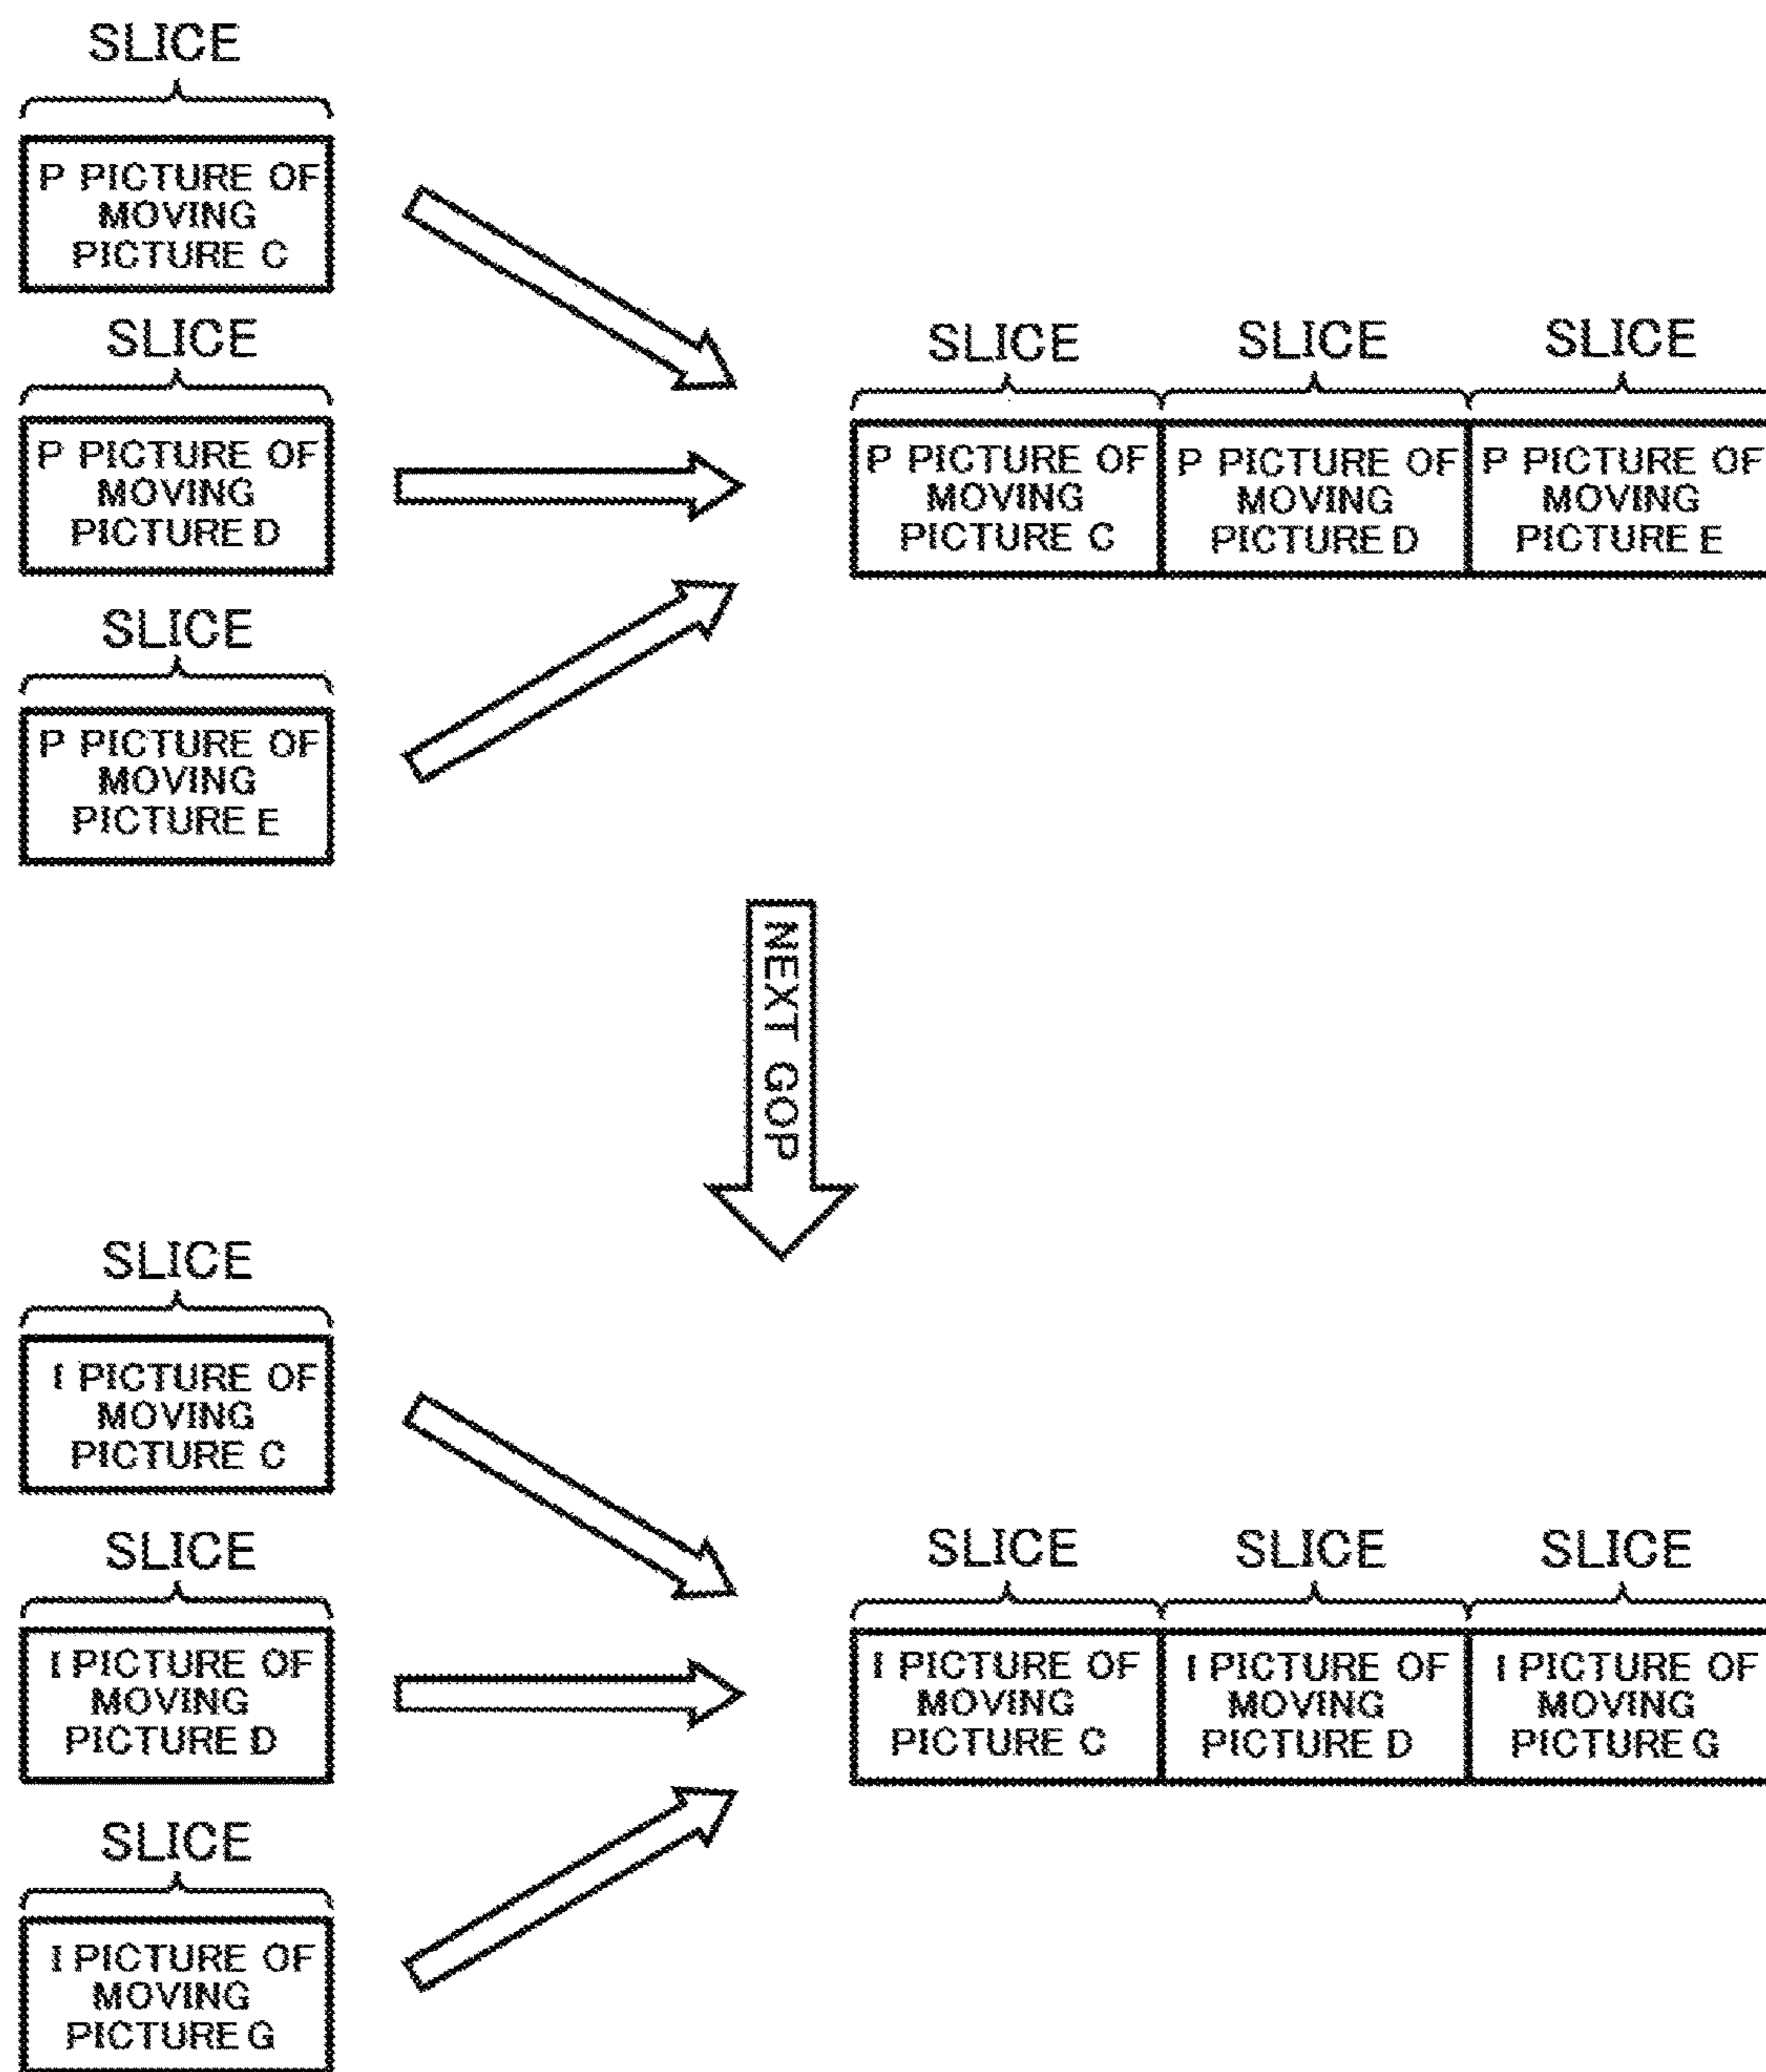 SLICE
P PICTURE OF
MOVING
PICTURE C
SLICE
P PICTURE OF
MOVING
PICTURE D
SLICE
P PICTURE OF
MOVING
PICTURE E
SLICE SLICE SLICE
P PICTURE OF
MOVING
PICTURE C
P PICTURE OF
MOVING
PICTURE D
P PICTURE OF
MOVING
PICTURE E
NEXT GOP
SLICE
I PICTURE OF
MOVING
PICTURE C
SLICE
I PICTURE OF
MOVING
PICTURE D
SLICE
I PICTURE OF
MOVING
PICTURE G
SLICE SLICE SLICE
I PICTURE OF
MOVING
PICTURE C
I PICTURE OF
MOVING
PICTURE D
I PICTURE OF
MOVING
PICTURE G